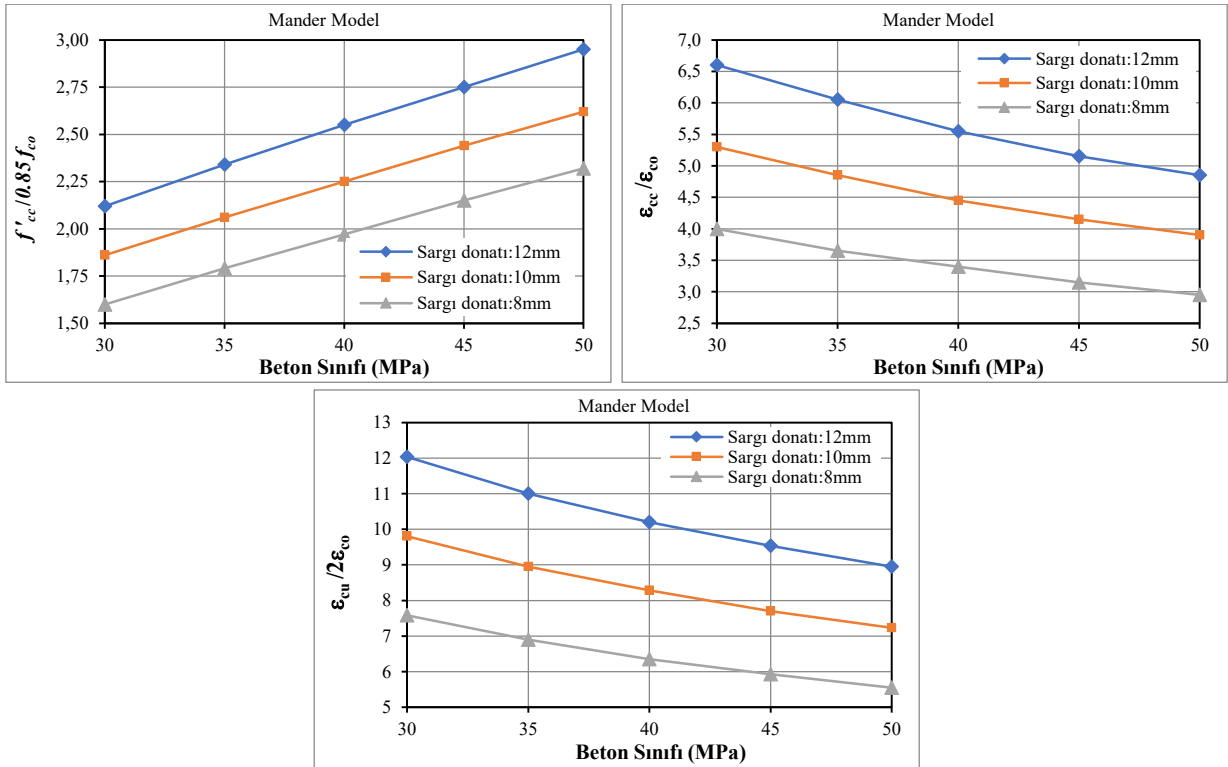 Mander Model
3,00
2,75
2,50
2,25
2,00
1,75
1,50
f'cc/0.85fco
Sargı donatı:12mm
Sargı donatı:10mm
Sargı donatı:8mm
30 35 40 45 50
Beton Sınıfı (MPa)
Mander Model
7,0
6,5
6,0
5,5
5,0
4,5
4,0
3,5
3,0
2,5
εcc/εco
Sargı donatı:12mm
Sargı donatı:10mm
Sargı donatı:8mm
30 35 40 45 50
Beton Sınıfı (MPa)
Mander Model
13
12
11
10
9
8
7
6
5
εcu/2εco
Sargı donatı:12mm
Sargı donatı:10mm
Sargı donatı:8mm
30 35 40 45 50
Beton Sınıfı (MPa)